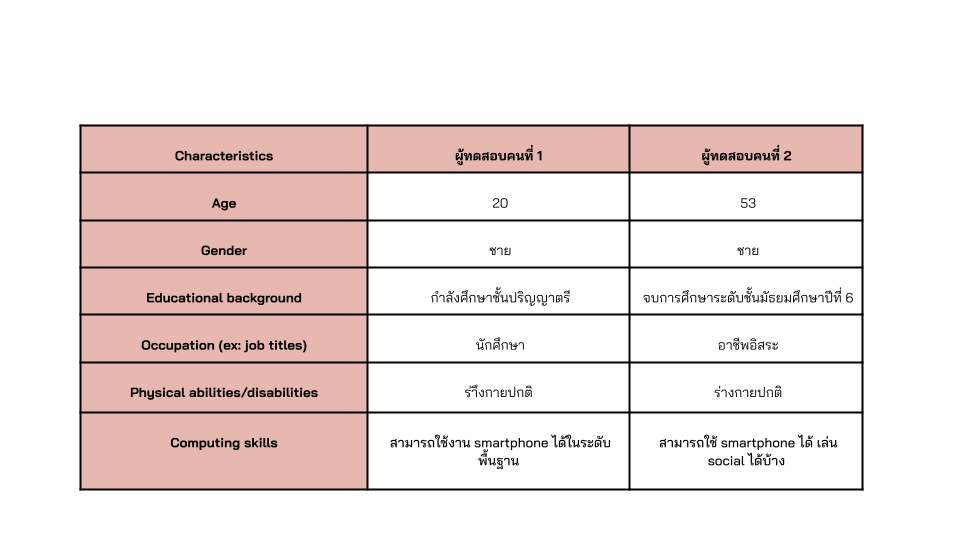 Characteristics ผู้ทดสอบคนที่ 1 ผู้ทดสอบคนที่ 2
Age 20 53
Gender ชาย ชาย
Educational background กำลังศึกษาชั้นปริญญาตรี จบการศึกษาระดับชั้นมัธยมศึกษาปีที่ 6
Occupation (ex: job titles) นักศึกษา อาชีพอิสระ
Physical abilities/disabilities ร่าึงกายปกติ ร่างกายปกติ
Computing skills สามารถใช้งาน smartphone ได้ในระดับ สามารถใช้ smartphone ได้ เล่น
พื้นฐาน social ได้บ้าง